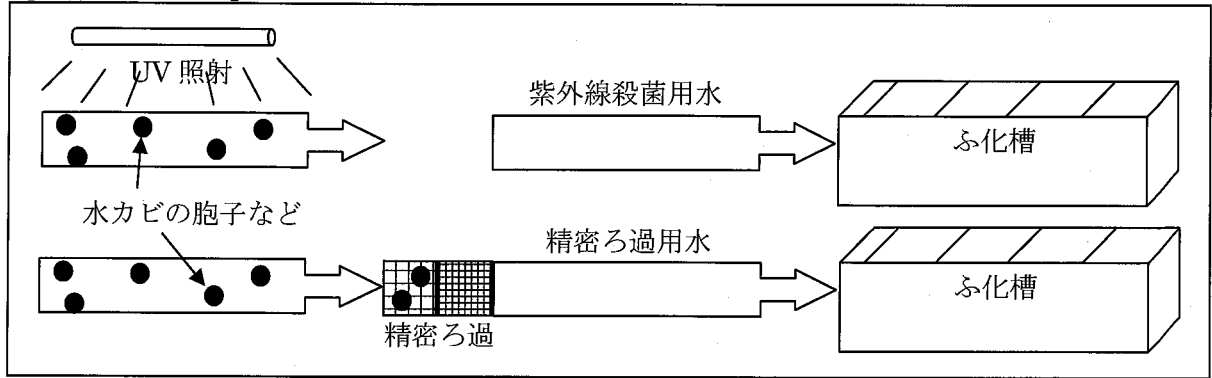 UV 照射
紫外線殺菌用水
ふ化槽
水カビの胞子など
精密ろ過用水
ふ化槽
精密ろ過